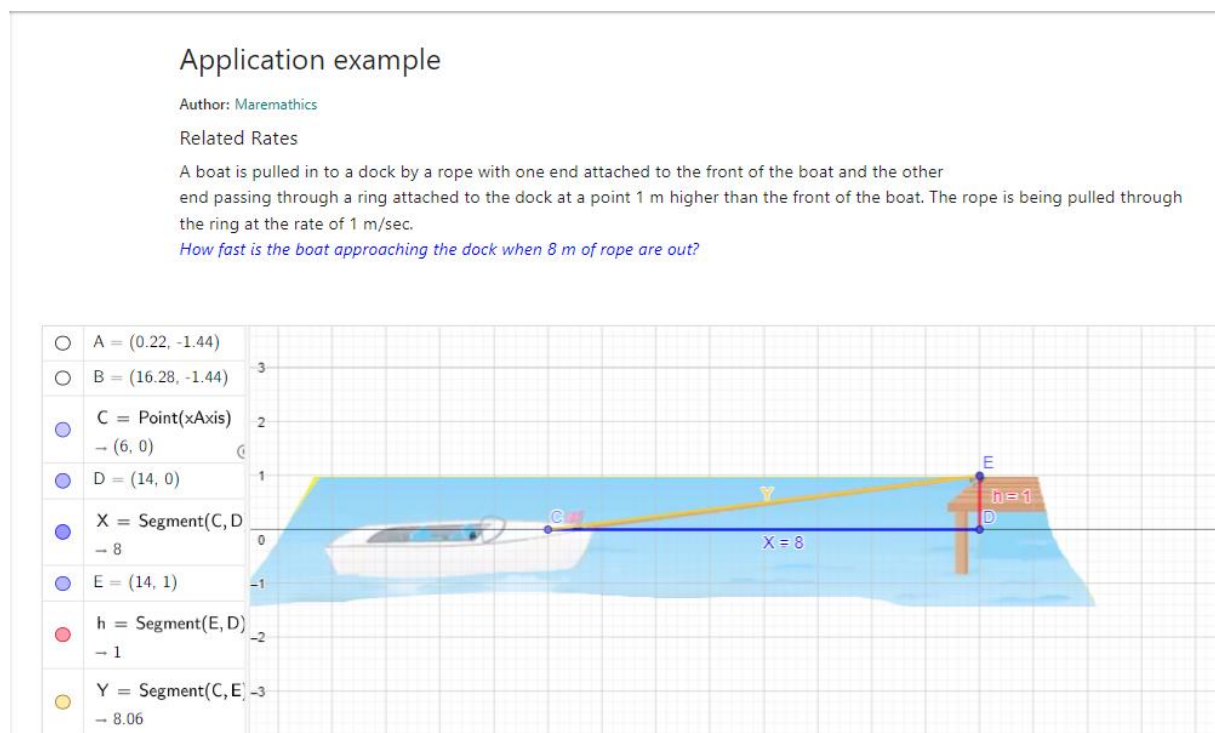 Application example
Author: Maremathics
Related Rates
A boat is pulled in to a dock by a rope with one end attached to the front of the boat and the other
end passing through a ring attached to the dock at a point 1 m higher than the front of the boat. The rope is being pulled through
the ring at the rate of 1 m/sec.
How fast is the boat approaching the dock when 8 m of rope are out?
A = (0.22, -1.44)
B = (16.28, -1.44)
C = Point(xAxis)
→ (6, 0)
D = (14, 0)
X = Segment(C, D
→ 8
E = (14, 1)
h = Segment(E, D)
→ 1
Y = Segment(C, E)
→ 8.06
3
2
1
0
-1
-2
-3
E
Y
h = 1
C
D
X = 8